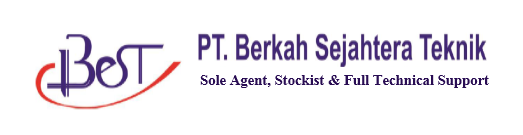 BeST
PT. Berkah Sejahtera Teknik
Sole Agent, Stockist & Full Technical Support